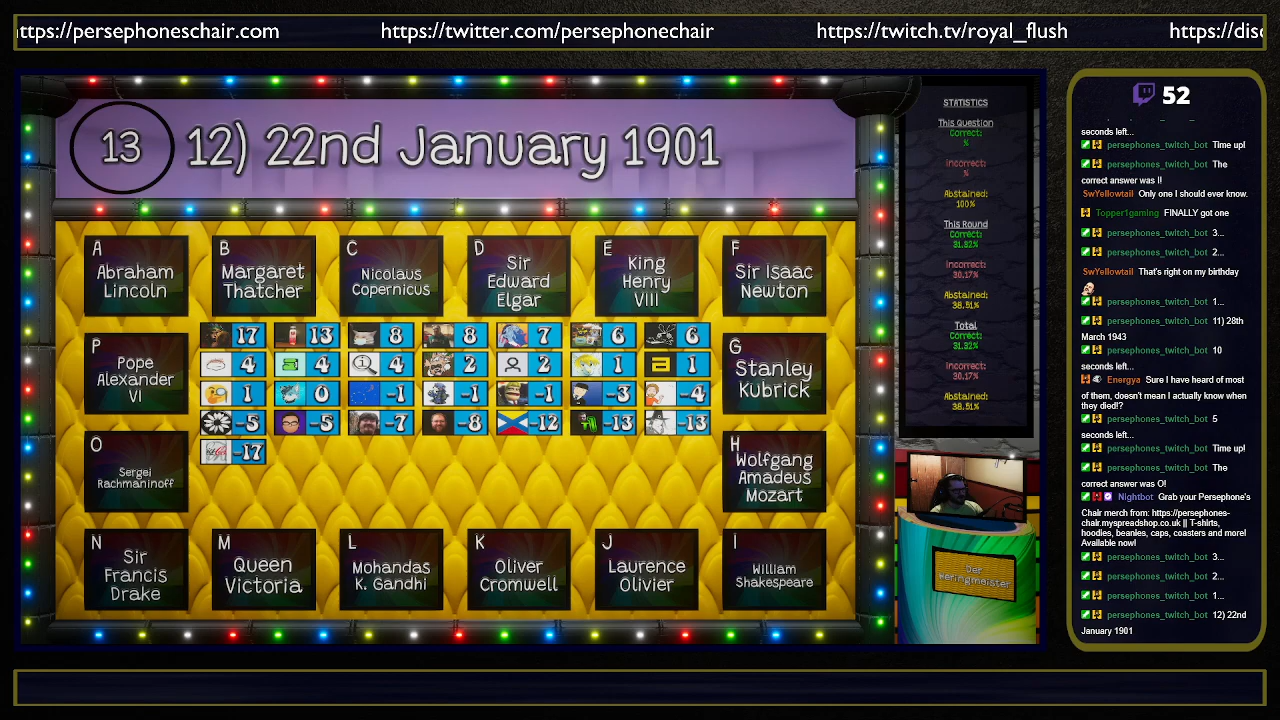 ttps://persephoneschair.com https://twitter.com/persephonechair https://twitch.tv/royal_flush https://disc
13 12) 22nd January 1901
A Abraham Lincoln
B Margaret Thatcher
C Nicolaus Copernicus
D Sir Edward Elgar
E King Henry VIII
F Sir Isaac Newton
17 13 8 8 7 6 6
4 4 4 2 2 1 1
1 0 -1 -1 -1 -3 -4
-5 -5 -7 -8 -12 -13 -13
-17
P Pope Alexander VI
G Stanley Kubrick
O Sergei Rachmaninoff
H Wolfgang Amadeus Mozart
N Sir Francis Drake
M Queen Victoria
L Mohandas K. Gandhi
K Oliver Cromwell
J Laurence Olivier
I William Shakespeare
STATISTICS
This Question
Correct:
%
Incorrect:
%
Abstained:
100%
This Round
Correct:
31.32%
Incorrect:
30.17%
Abstained:
38.51%
Total
Correct:
31.32%
Incorrect:
30.17%
Abstained:
38.51%
Der
Heringmeister
52
seconds left...
persephones_twitch_bot Time up!
persephones_twitch_bot The
correct answer was I!
SwYellowtail Only one I should ever know.
Topper1gaming FINALLY got one
persephones_twitch_bot 3...
persephones_twitch_bot 2...
SwYellowtail That's right on my birthday
persephones_twitch_bot 1...
persephones_twitch_bot 11) 28th
March 1943
persephones_twitch_bot 10
seconds left...
Energya Sure I have heard of most
of them, doesn't mean I actually know when
they died!?
persephones_twitch_bot 5
seconds left...
persephones_twitch_bot Time up!
persephones_twitch_bot The
correct answer was O!
Nightbot Grab your Persephone's
Chair merch from: https://persephones-
chair.myspreadshop.co.uk || T-shirts,
hoodies, beanies, caps, coasters and more!
Available now!
persephones_twitch_bot 3...
persephones_twitch_bot 2...
persephones_twitch_bot 1...
persephones_twitch_bot 12) 22nd
January 1901